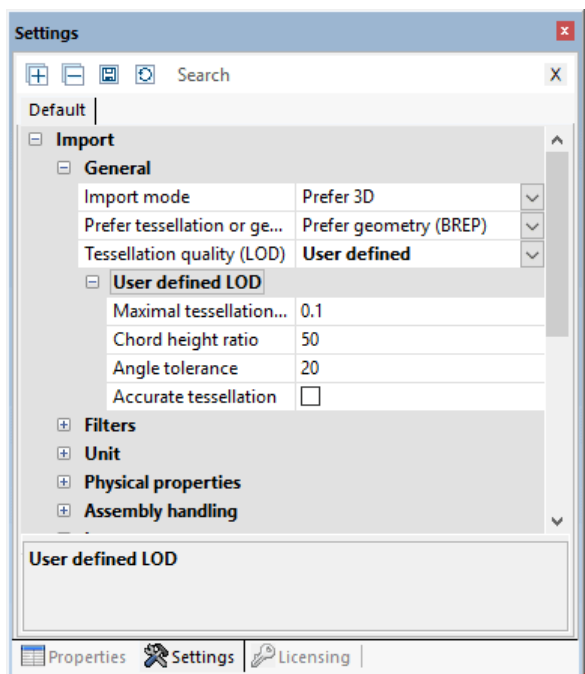 Settings
Search X
Default
Import
General
Import mode Prefer 3D
Prefer tessellation or ge... Prefer geometry (BREP)
Tessellation quality (LOD) User defined
User defined LOD
Maximal tessellation... 0.1
Chord height ratio 50
Angle tolerance 20
Accurate tessellation
Filters
Unit
Physical properties
Assembly handling
User defined LOD
Properties Settings Licensing